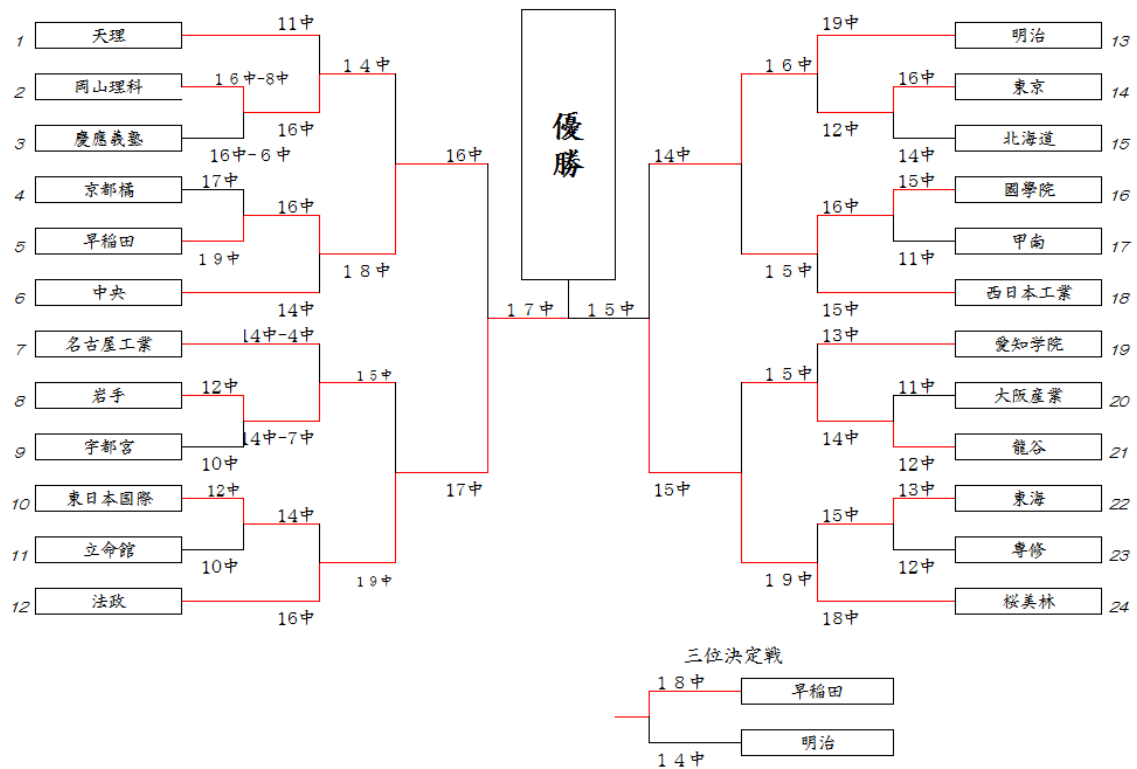 優勝
11中
1 天理
14中
2 岡山理科
16中-8中
16中
3 慶應義塾
16中-6中
16中
4 京都橘
17中
16中
5 早稲田
19中
18中
6 中央
14中
17中
7 名古屋工業
14中-4中
15中
8 岩手
12中
14中-7中
9 宇都宮
10中
17中
10 東日本国際
12中
14中
11 立命館
10中
19中
12 法政
16中
19中
明治 13
16中
16中
東京 14
12中
北海道 15
14中
14中
15中
國學院 16
16中
甲南 17
11中
15中
西日本工業 18
15中
15中
13中
愛知学院 19
15中
11中
大阪産業 20
14中
龍谷 21
12中
15中
13中
東海 22
15中
専修 23
12中
19中
桜美林 24
18中
三位決定戦
18中
早稲田
明治
14中